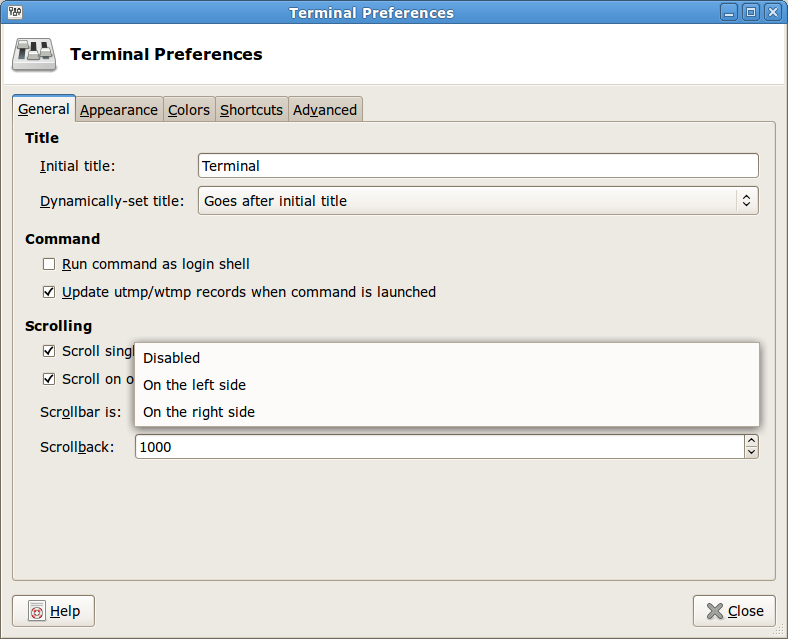 Terminal Preferences
Terminal Preferences
General Appearance Colors Shortcuts Advanced
Title
Initial title: Terminal
Dynamically-set title: Goes after initial title
Command
Run command as login shell
Update utmp/wtmp records when command is launched
Scrolling
Scroll singl
Disabled
Scroll on o
On the left side
Scrollbar is:
On the right side
Scrollback: 1000
Help Close